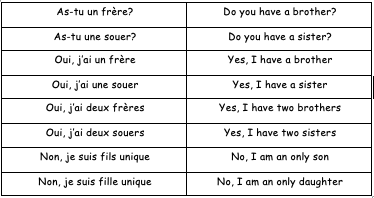 As-tu un frère? Do you have a brother?
As-tu une souer? Do you have a sister?
Oui, j'ai un frère Yes, I have a brother
Oui, j'ai une souer Yes, I have a sister
Oui, j'ai deux frères Yes, I have two brothers
Oui, j'ai deux souers Yes, I have two sisters
Non, je suis fils unique No, I am an only son
Non, je suis fille unique No, I am an only daughter